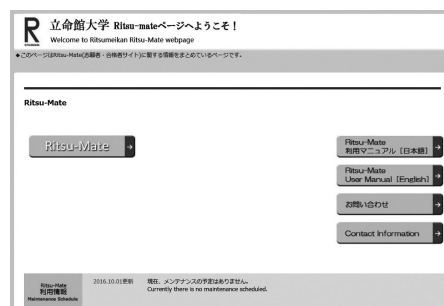 R
RITSUMEIKAN
立命館大学 Ritsu-mateページへようこそ！
Welcome to Ritsumeikan Ritsu-Mate webpage
◆このページはRitsu-Mate(志願者・合格者サイト)に関する情報をまとめているページです。
Ritsu-Mate
Ritsu-Mate
Ritsu-Mate
利用マニュアル［日本語］
Ritsu-Mate
User Manual［English］
お問い合わせ
Contact Information
Ritsu-Mate
利用情報
Maintenance Schedule
2016.10.01更新
現在、メンテナンスの予定はありません。
Currently there is no maintenance scheduled.